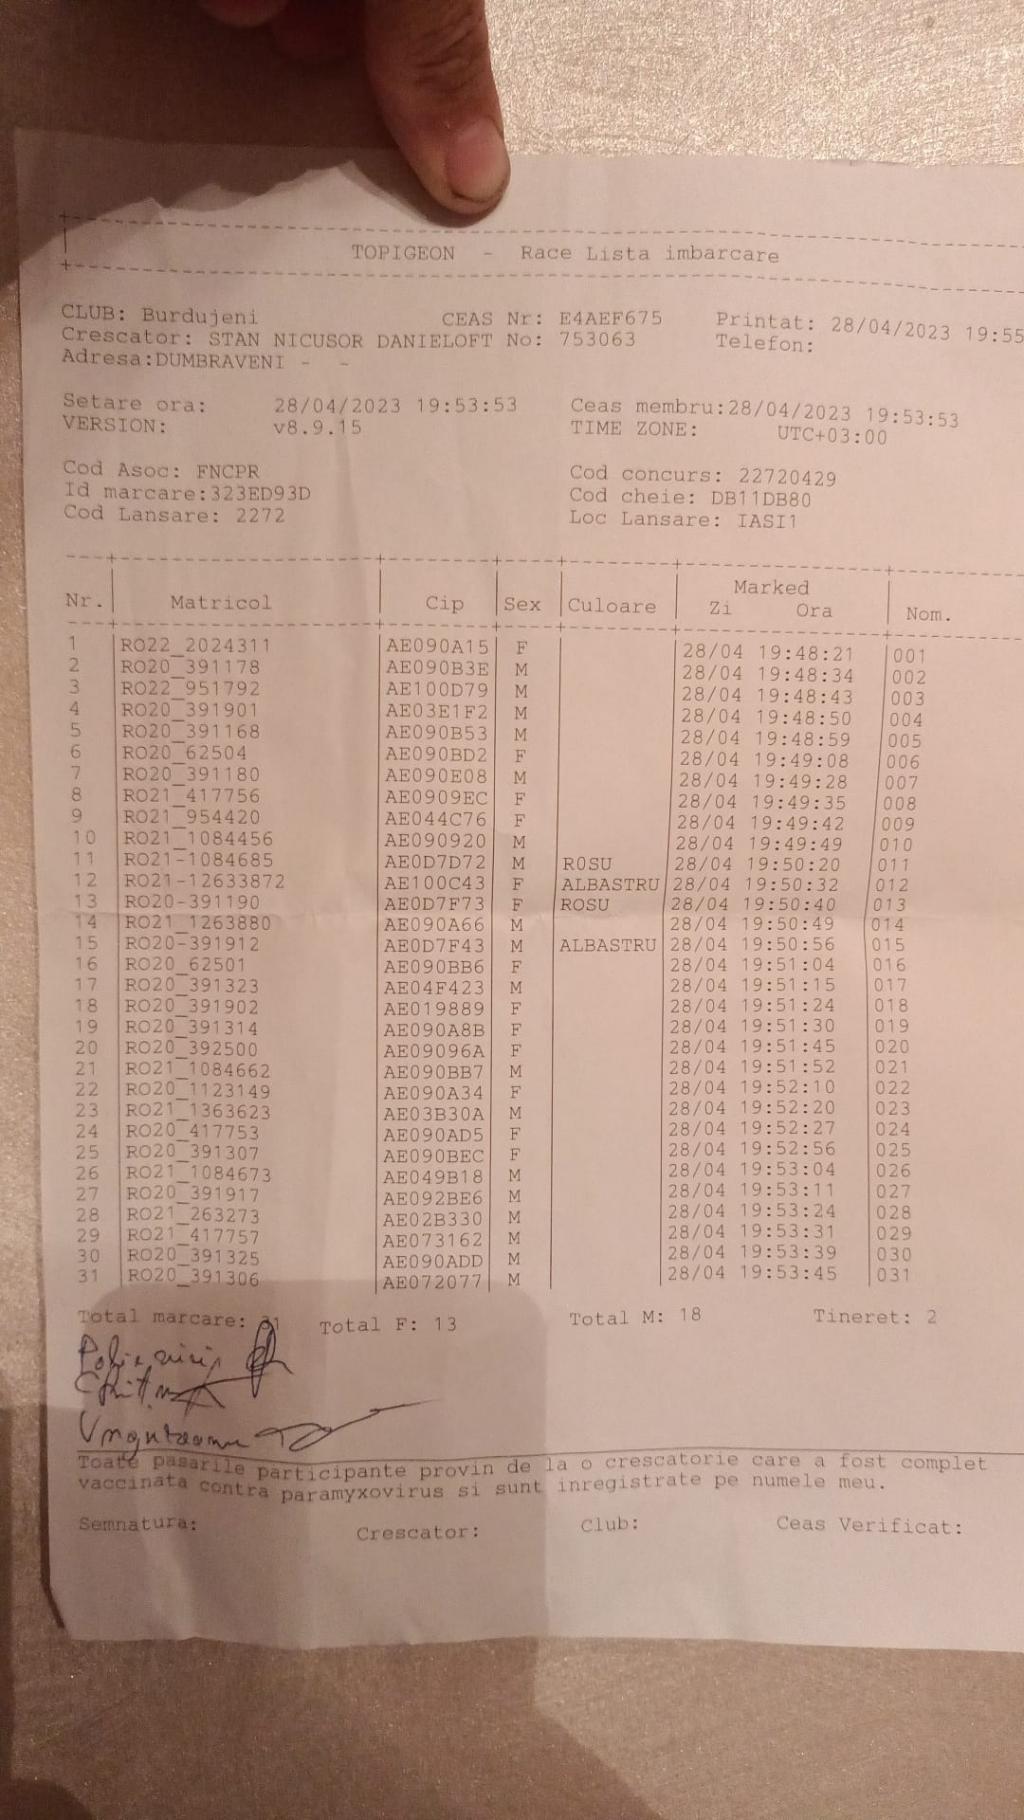 TOPIGEON - Race Lista imbarcare
CLUB: Burdujeni CEAS Nr: E4AEF675 Printat: 28/04/2023 19:55
Crescator: STAN NICUSOR DANIELOFT No: 753063 Telefon:
Adresa:DUMBRAVENI - -
Setare ora: 28/04/2023 19:53:53 Ceas membru:28/04/2023 19:53:53
VERSION: v8.9.15 TIME ZONE: UTC+03:00
Cod Asoc: FNCPR Cod concurs: 22720429
Id marcare:323ED93D Cod cheie: DB11DB80
Cod Lansare: 2272 Loc Lansare: IASI1
Marked
Nr. Matricol Cip Sex Culoare Zi Ora Nom.
1 RO22_2024311 AE090A15 F 28/04 19:48:21 001
2 RO20_391178 AE090B3E M 28/04 19:48:34 002
3 RO22_951792 AE100D79 M 28/04 19:48:43 003
4 RO20_391901 AE03E1F2 M 28/04 19:48:50 004
5 RO20_391168 AE090B53 M 28/04 19:48:59 005
6 RO20_62504 AE090BD2 F 28/04 19:49:08 006
7 RO20_391180 AE090E08 M 28/04 19:49:28 007
8 RO21_417756 AE0909EC F 28/04 19:49:35 008
9 RO21_954420 AE044C76 F 28/04 19:49:42 009
10 RO21_1084456 AE090920 M 28/04 19:49:49 010
11 RO21-1084685 AE0D7D72 M ROSU 28/04 19:50:20 011
12 RO21-12633872 AE100C43 F ALBASTRU 28/04 19:50:32 012
13 RO20-391190 AE0D7F73 F ROSU 28/04 19:50:40 013
14 RO21_1263880 AE090A66 M 28/04 19:50:49 014
15 RO20-391912 AE0D7F43 M ALBASTRU 28/04 19:50:56 015
16 RO20_62501 AE090BB6 F 28/04 19:51:04 016
17 RO20_391323 AE04F423 M 28/04 19:51:15 017
18 RO20_391902 AE019889 F 28/04 19:51:24 018
19 RO20_391314 AE090A8B F 28/04 19:51:30 019
20 RO20_392500 AE09096A F 28/04 19:51:45 020
21 RO21_1084662 AE090BB7 M 28/04 19:51:52 021
22 RO20_1123149 AE090A34 F 28/04 19:52:10 022
23 RO21_1363623 AE03B30A M 28/04 19:52:20 023
24 RO20_417753 AE090AD5 F 28/04 19:52:27 024
25 RO20_391307 AE090BEC F 28/04 19:52:56 025
26 RO21_1084673 AE049B18 M 28/04 19:53:04 026
27 RO20_391917 AE092BE6 M 28/04 19:53:11 027
28 RO21_263273 AE02B330 M 28/04 19:53:24 028
29 RO21_417757 AE073162 M 28/04 19:53:31 029
30 RO20_391325 AE090ADD M 28/04 19:53:39 030
31 RO20_391306 AE072077 M 28/04 19:53:45 031
Total marcare: 31 Total F: 13 Total M: 18 Tineret: 2
Toate pasarile participante provin de la o crescatorie care a fost complet
vaccinata contra paramyxovirus si sunt inregistrate pe numele meu.
Semnatura: Crescator: Club: Ceas Verificat: